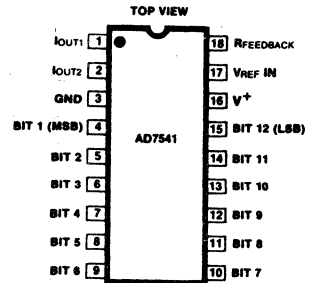 TOP VIEW
IOUT1 1 18 RFEEDBACK
IOUT2 2 17 VREF IN
GND 3 16 V+
BIT 1 (MSB) 4 15 BIT 12 (LSB)
AD7541
BIT 2 5 14 BIT 11
BIT 3 6 13 BIT 10
BIT 4 7 12 BIT 9
BIT 5 8 11 BIT 8
BIT 6 9 10 BIT 7